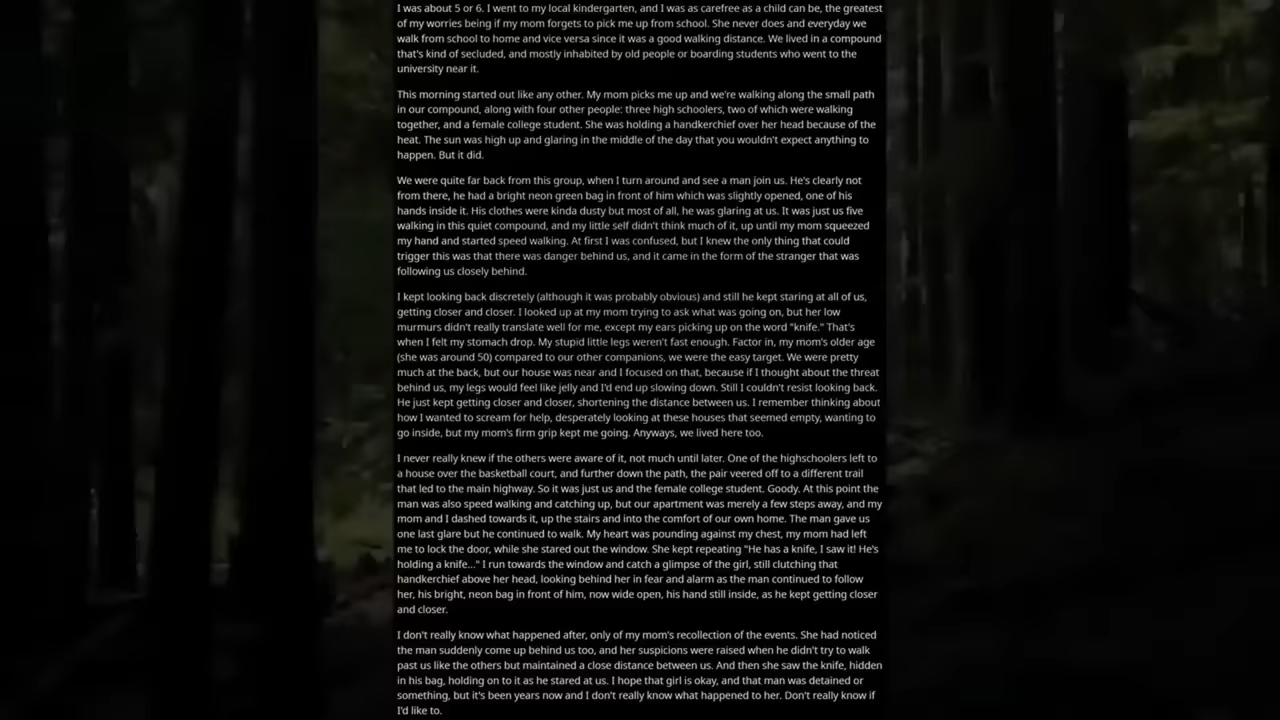 I was about 5 or 6. I went to my local kindergarten, and I was as carefree as a child can be, the greatest
of my worries being if my mom forgets to pick me up from school. She never does and everyday we
walk from school to home and vice versa since it was a good walking distance. We lived in a compound
that's kind of secluded, and mostly inhabited by old people or boarding students who went to the
university near it.
This morning started out like any other. My mom picks me up and we're walking along the small path
in our compound, along with four other people: three high schoolers, two of which were walking
together, and a female college student. She was holding a handkerchief over her head because of the
heat. The sun was high up and glaring in the middle of the day that you wouldn't expect anything to
happen. But it did.
We were quite far back from this group, when I turn around and see a man join us. He's clearly not
from there, he had a bright neon green bag in front of him which was slightly opened, one of his
hands inside it. His clothes were kinda dusty but most of all, he was glaring at us. It was just us five
walking in this quiet compound, and my little self didn't think much of it, up until my mom squeezed
my hand and started speed walking. At first I was confused, but I knew the only thing that could
trigger this was that there was danger behind us, and it came in the form of the stranger that was
following us closely behind.
I kept looking back discretely (although it was probably obvious) and still he kept staring at all of us,
getting closer and closer. I looked up at my mom trying to ask what was going on, but her low
murmurs didn't really translate well for me, except my ears picking up on the word "knife." That's
when I felt my stomach drop. My stupid little legs weren't fast enough. Factor in, my mom's older age
(she was around 50) compared to our other companions, we were the easy target. We were pretty
much at the back, but our house was near and I focused on that, because if I thought about the threat
behind us, my legs would feel like jelly and I'd end up slowing down. Still I couldn't resist looking back.
He just kept getting closer and closer, shortening the distance between us. I remember thinking about
how I wanted to scream for help, desperately looking at these houses that seemed empty, wanting to
go inside, but my mom's firm grip kept me going. Anyways, we lived here too.
I never really knew if the others were aware of it, not much until later. One of the highschoolers left to
a house over the basketball court, and further down the path, the pair veered off to a different trail
that led to the main highway. So it was just us and the female college student. Goody. At this point the
man was also speed walking and catching up, but our apartment was merely a few steps away, and my
mom and I dashed towards it, up the stairs and into the comfort of our own home. The man gave us
one last glare but he continued to walk. My heart was pounding against my chest, my mom had left
me to lock the door, while she stared out the window. She kept repeating "He has a knife, I saw it! He's
holding a knife..." I run towards the window and catch a glimpse of the girl, still clutching that
handkerchief above her head, looking behind her in fear and alarm as the man continued to follow
her, his bright, neon bag in front of him, now wide open, his hand still inside, as he kept getting closer
and closer.
I don't really know what happened after, only of my mom's recollection of the events. She had noticed
the man suddenly come up behind us too, and her suspicions were raised when he didn't try to walk
past us like the others but maintained a close distance between us. And then she saw the knife, hidden
in his bag, holding on to it as he stared at us. I hope that girl is okay, and that man was detained or
something, but it's been years now and I don't really know what happened to her. Don't really know if
I'd like to.